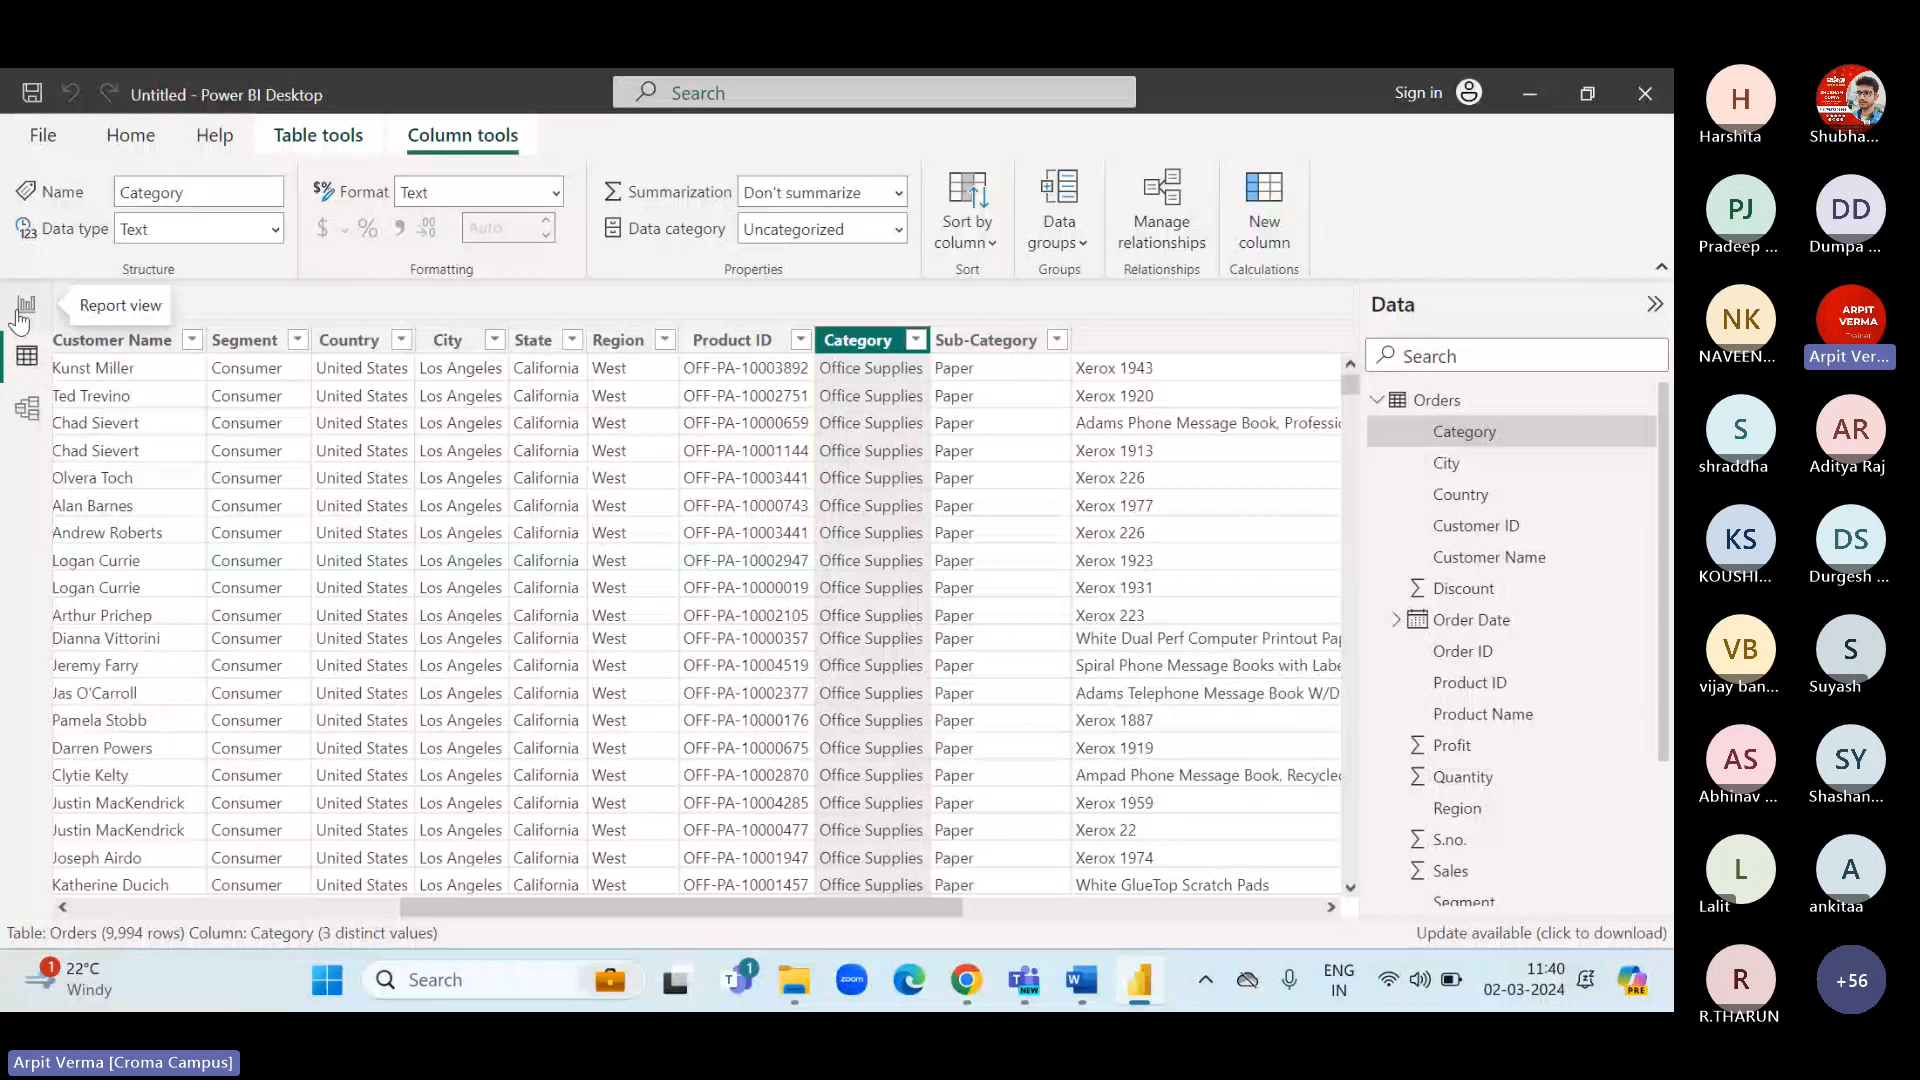 Untitled - Power BI Desktop
Search
Sign in
File
Home
Help
Table tools
Column tools
Name
Category
Data type
Text
Structure
Format
Text
$
%
Auto
Formatting
Summarization
Don't summarize
Data category
Uncategorized
Properties
Sort by
column
Sort
Data
groups
Groups
Manage
relationships
Relationships
New
column
Calculations
Report view
Customer Name Segment Country City State Region Product ID Category Sub-Category
Kunst Miller Consumer United States Los Angeles California West OFF-PA-10003892 Office Supplies Paper Xerox 1943
Ted Trevino Consumer United States Los Angeles California West OFF-PA-10002751 Office Supplies Paper Xerox 1920
Chad Sievert Consumer United States Los Angeles California West OFF-PA-10000659 Office Supplies Paper Adams Phone Message Book, Professic
Chad Sievert Consumer United States Los Angeles California West OFF-PA-10001144 Office Supplies Paper Xerox 1913
Olvera Toch Consumer United States Los Angeles California West OFF-PA-10003441 Office Supplies Paper Xerox 226
Alan Barnes Consumer United States Los Angeles California West OFF-PA-10000743 Office Supplies Paper Xerox 1977
Andrew Roberts Consumer United States Los Angeles California West OFF-PA-10003441 Office Supplies Paper Xerox 226
Logan Currie Consumer United States Los Angeles California West OFF-PA-10002947 Office Supplies Paper Xerox 1923
Logan Currie Consumer United States Los Angeles California West OFF-PA-10000019 Office Supplies Paper Xerox 1931
Arthur Prichep Consumer United States Los Angeles California West OFF-PA-10002105 Office Supplies Paper Xerox 223
Dianna Vittorini Consumer United States Los Angeles California West OFF-PA-10000357 Office Supplies Paper White Dual Perf Computer Printout Pap
Jeremy Farry Consumer United States Los Angeles California West OFF-PA-10004519 Office Supplies Paper Spiral Phone Message Books with Labe
Jas O'Carroll Consumer United States Los Angeles California West OFF-PA-10002377 Office Supplies Paper Adams Telephone Message Book W/D
Pamela Stobb Consumer United States Los Angeles California West OFF-PA-10000176 Office Supplies Paper Xerox 1887
Darren Powers Consumer United States Los Angeles California West OFF-PA-10000675 Office Supplies Paper Xerox 1919
Clytie Kelty Consumer United States Los Angeles California West OFF-PA-10002870 Office Supplies Paper Ampad Phone Message Book, Recycled
Justin MacKendrick Consumer United States Los Angeles California West OFF-PA-10004285 Office Supplies Paper Xerox 1959
Justin MacKendrick Consumer United States Los Angeles California West OFF-PA-10000477 Office Supplies Paper Xerox 22
Joseph Airdo Consumer United States Los Angeles California West OFF-PA-10001947 Office Supplies Paper Xerox 1974
Katherine Ducich Consumer United States Los Angeles California West OFF-PA-10001457 Office Supplies Paper White GlueTop Scratch Pads
Table: Orders (9,994 rows) Column: Category (3 distinct values)
Update available (click to download)
Data
Search
Orders
Category
City
Country
Customer ID
Customer Name
Discount
Order Date
Order ID
Product ID
Product Name
Profit
Quantity
Region
S.no.
Sales
Segment
1
22°C
Windy
Search
1
zoom
NEW
ENG
IN
11:40
02-03-2024
PRE
H
Harshita
Shubha...
PJ
Pradeep ...
DD
Dumpa ...
NK
NAVEEN...
ARPIT
VERMA
Trainer
Arpit Ver...
S
shraddha
AR
Aditya Raj
KS
KOUSHI...
DS
Durgesh ...
VB
vijay ban...
S
Suyash
AS
Abhinav ...
SY
Shashan...
L
Lalit
A
ankitaa
R
R.THARUN
+56
Arpit Verma [Croma Campus]